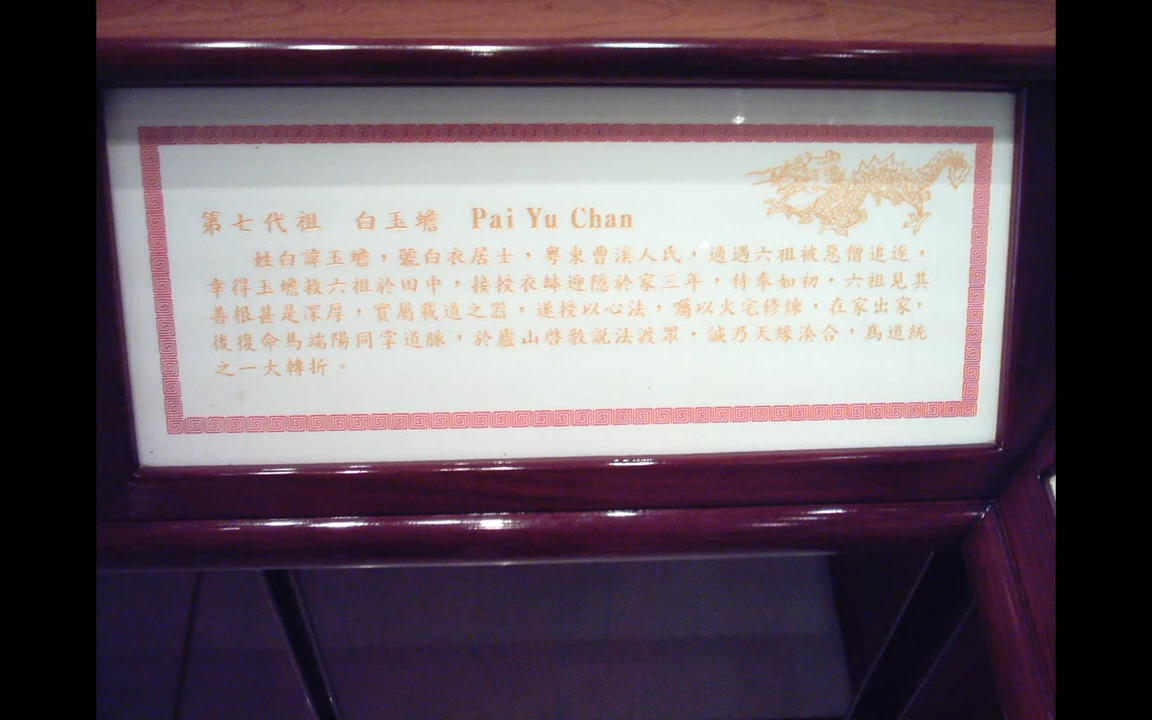 第七代祖 白玉蟾 Pai Yu Chan
姓白諱玉蟾，號白衣居士，粵東曹溪人氏，適遇六祖被惡僧追逐，
幸得玉蟾救六祖於田中，接授衣缽迎隱於家三年，侍奉如初。六祖見其
善根甚是深厚，實屬載道之器，遂授以心法，囑以火宅修煉，在家出家，
後復命馬端陽同掌道脈，於廬山啓教說法渡眾。誠乃天緣湊合，為道統
之一大轉折。